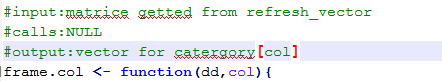 #input:matrice getted from refresh_vector
#calls:NULL
#output:vector for catergory[col]
frame.col <- function(dd,col){